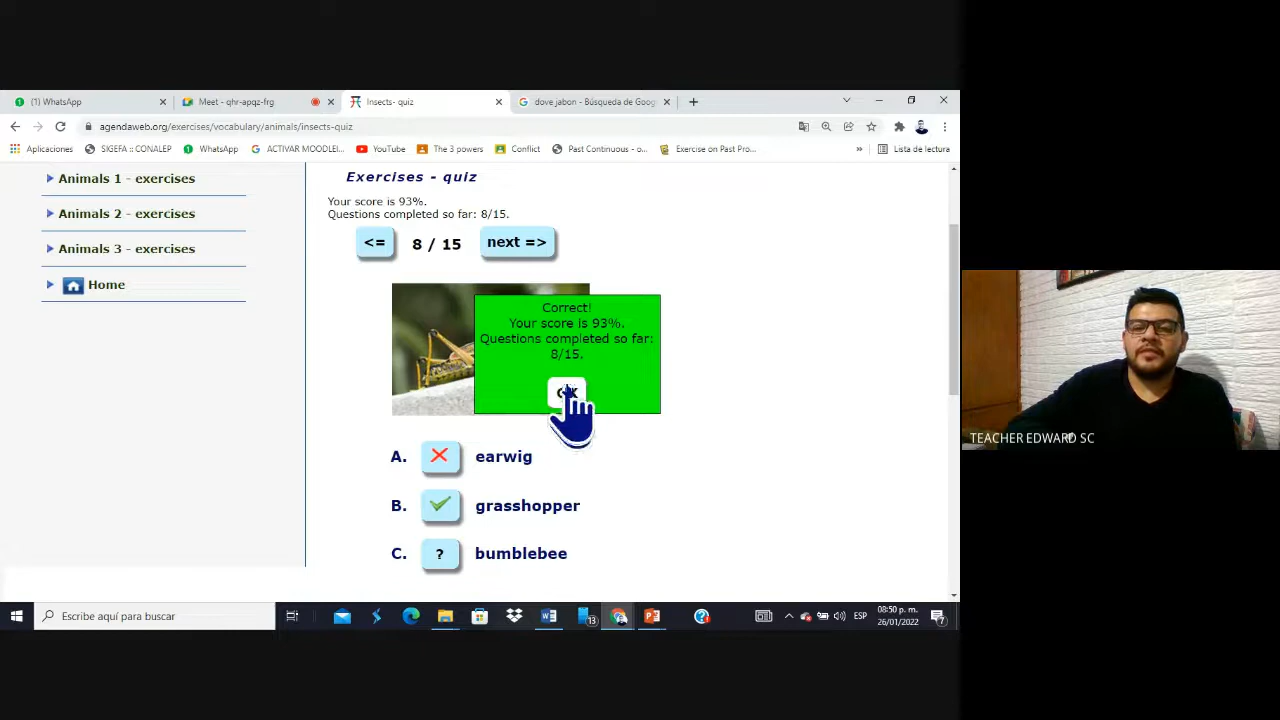 (1) WhatsApp
Meet - qhr-apqz-frg
Insects- quiz
dove jabon - Búsqueda de Goog
agendaweb.org/exercises/vocabulary/animals/insects-quiz
Aplicaciones
SIGEFA :: CONALEP
WhatsApp
ACTIVAR MOODLEI...
YouTube
The 3 powers
Conflict
Past Continuous - o...
Exercise on Past Pro...
»
Lista de lectura
Animals 1 - exercises
Animals 2 - exercises
Animals 3 - exercises
Home
Exercises - quiz
Your score is 93%.
Questions completed so far: 8/15.
<= 8 / 15 next =>
Correct!
Your score is 93%.
Questions completed so far:
8/15.
A. earwig
B. grasshopper
C. ? bumblebee
TEACHER EDWARD SC
Escribe aquí para buscar
13
ESP
08:50 p. m.
26/01/2022
7